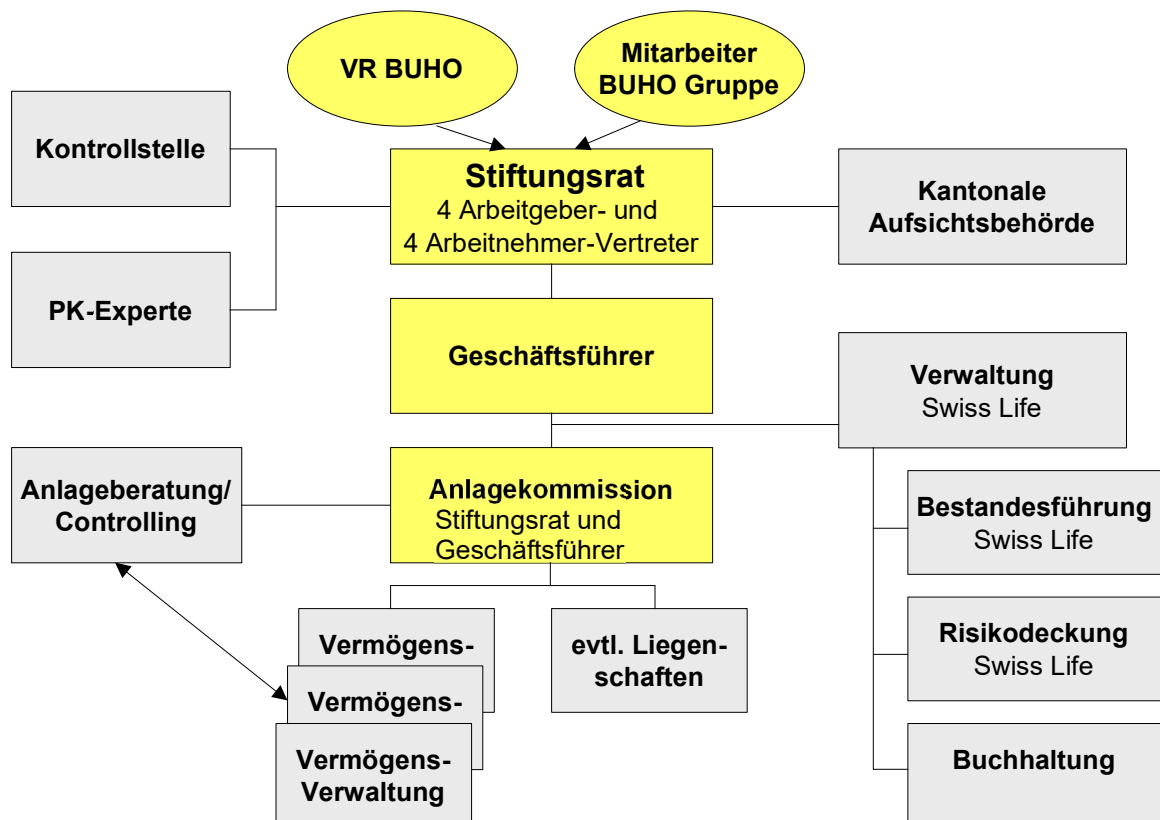 VR BUHO
Mitarbeiter
BUHO Gruppe
Kontrollstelle
Stiftungsrat
4 Arbeitgeber- und
4 Arbeitnehmer-Vertreter
Kantonale
Aufsichtsbehörde
PK-Experte
Geschäftsführer
Verwaltung
Swiss Life
Anlageberatung/
Controlling
Anlagekommission
Stiftungsrat und
Geschäftsführer
Bestandesführung
Swiss Life
Vermögens-
Vermögens-
Vermögens-
Verwaltung
evtl. Liegen-
schaften
Risikodeckung
Swiss Life
Buchhaltung